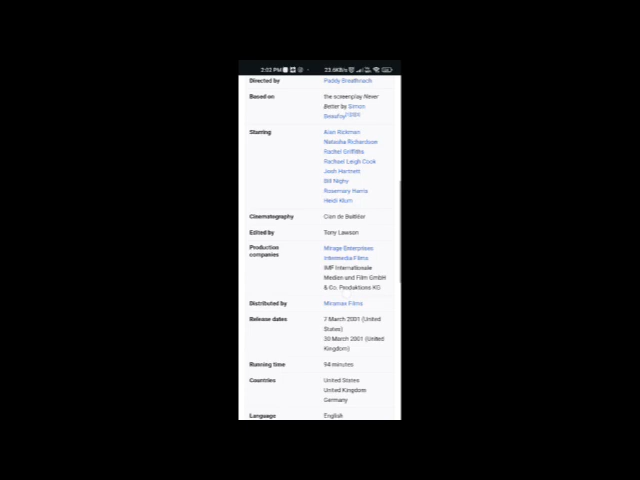 2:02 PM
23.6KB/s
Directed by
Paddy Breathnach
Based on
the screenplay Never
Better by Simon
Beaufoy
Starring
Alan Rickman
Natasha Richardson
Rachel Griffiths
Rachael Leigh Cook
Josh Hartnett
Bill Nighy
Rosemary Harris
Heidi Klum
Cinematography
Cian de Buitléar
Edited by
Tony Lawson
Production
companies
Mirage Enterprises
Intermedia Films
IMF Internationale
Medien und Film GmbH
& Co. Produktions KG
Distributed by
Miramax Films
Release dates
7 March 2001 (United
States)
30 March 2001 (United
Kingdom)
Running time
94 minutes
Countries
United States
United Kingdom
Germany
Language
English